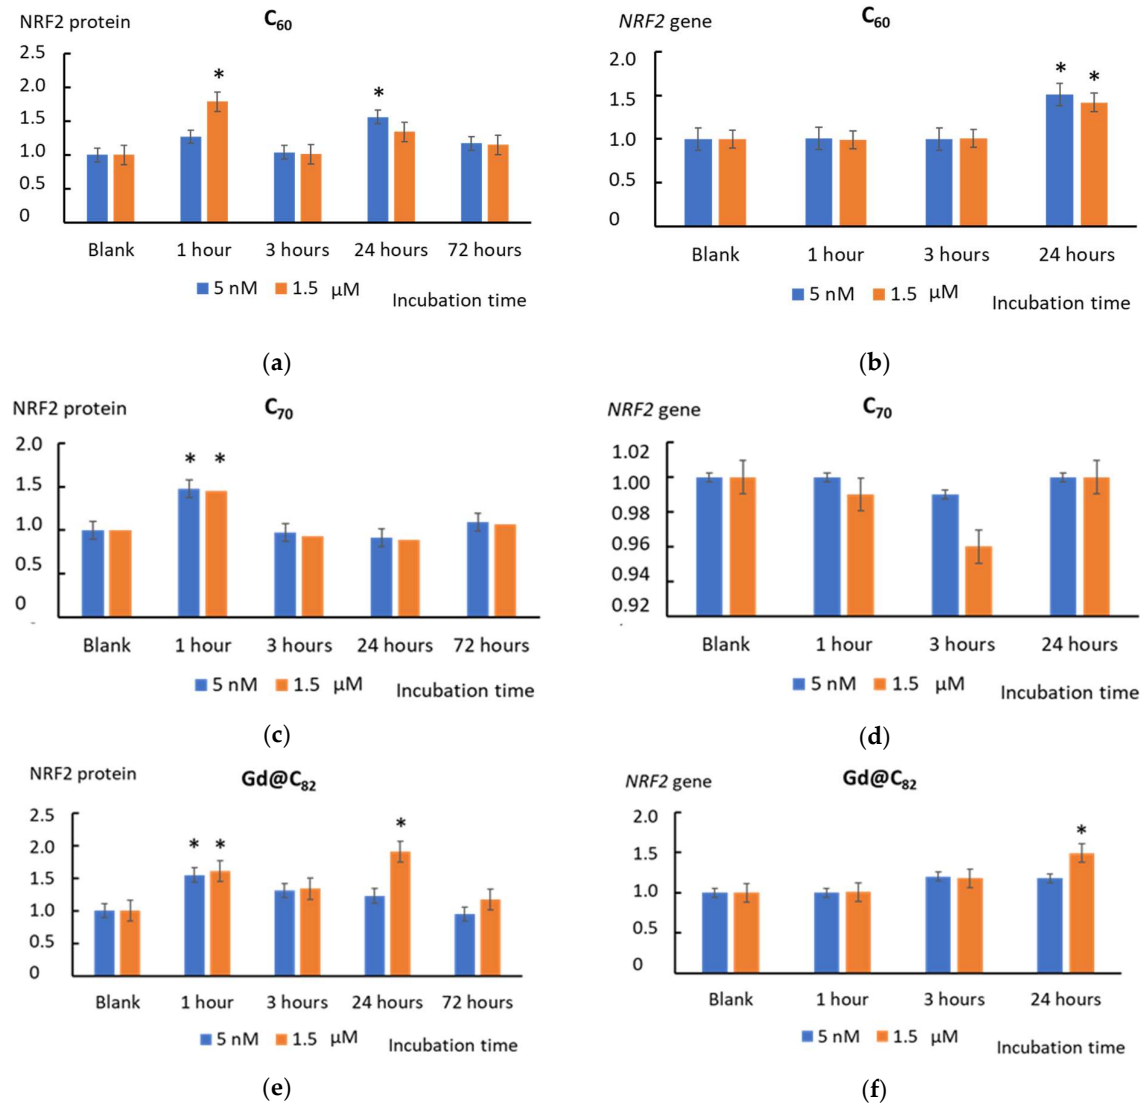 NRF2 protein
C60
2.5
2.0
1.5
1.0
0.5
0
*
*
Blank 1 hour 3 hours 24 hours 72 hours
5 nM 1.5 μM Incubation time
(a)
NRF2 gene
C60
2.0
1.5
1.0
0.5
0
* *
Blank 1 hour 3 hours 24 hours
5 nM 1.5 μM Incubation time
(b)
NRF2 protein
C70
2.0
1.5
1.0
0.5
0
* *
Blank 1 hour 3 hours 24 hours 72 hours
5 nM 1.5 μM Incubation time
(c)
NRF2 gene
C70
1.02
1.00
0.98
0.96
0.94
0.92
Blank 1 hour 3 hours 24 hours
5 nM 1.5 μM Incubation time
(d)
NRF2 protein
Gd@C82
2.5
2.0
1.5
1.0
0.5
0
* *
*
Blank 1 hour 3 hours 24 hours 72 hours
5 nM 1.5 μM Incubation time
(e)
NRF2 gene
Gd@C82
2.0
1.5
1.0
0.5
0
*
Blank 1 hour 3 hours 24 hours
5 nM 1.5 μM Incubation time
(f)